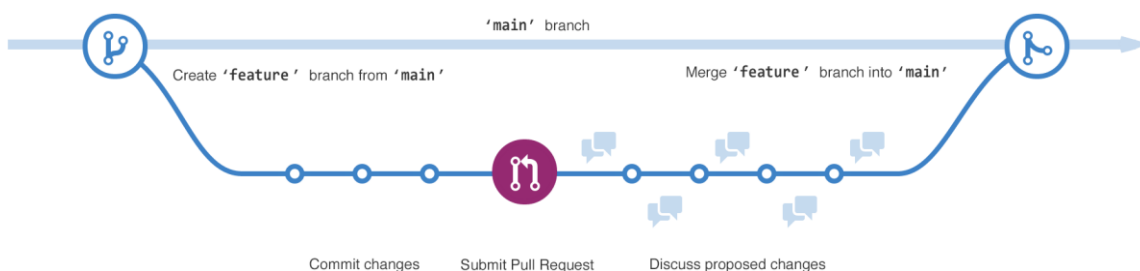 ‘main’ branch
Create ‘feature’ branch from ‘main’
Merge ‘feature’ branch into ‘main’
Commit changes
Submit Pull Request
Discuss proposed changes